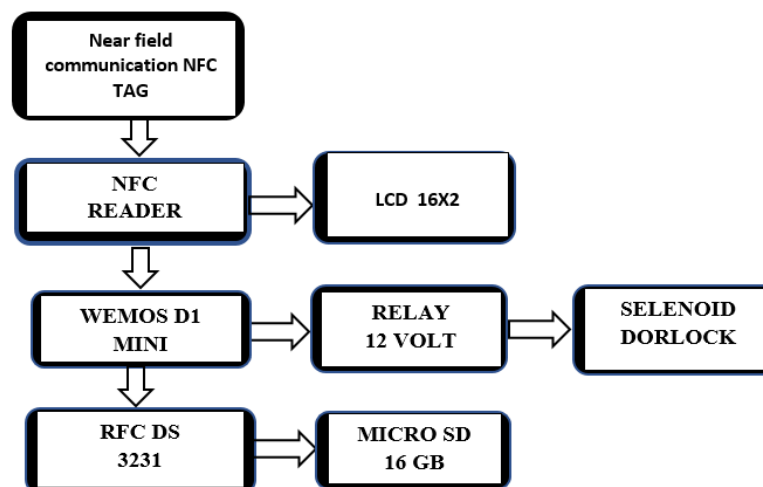 Near field
communication NFC
TAG
NFC
READER
LCD 16X2
WEMOS D1
MINI
RELAY
12 VOLT
SELENOID
DORLOCK
RFC DS
3231
MICRO SD
16 GB